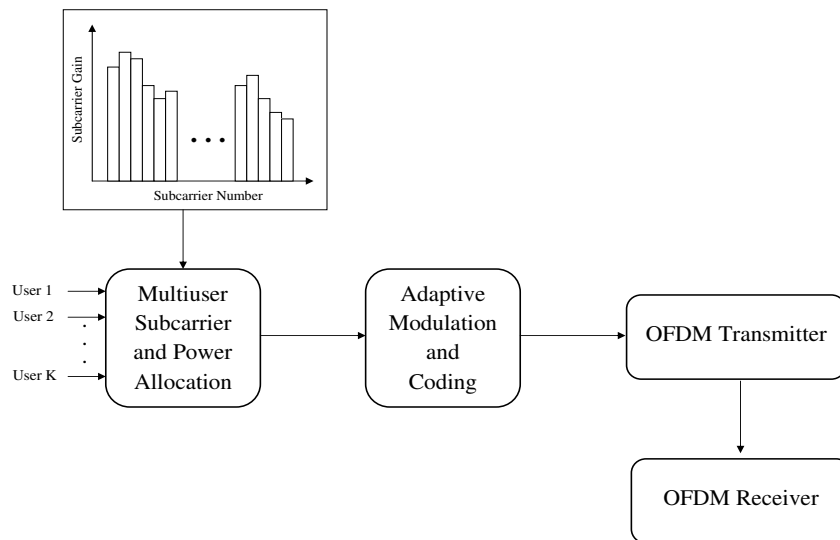 Subcarrier Gain
Subcarrier Number
User 1
User 2
User K
Multiuser
Subcarrier
and Power
Allocation
Adaptive
Modulation
and
Coding
OFDM Transmitter
OFDM Receiver